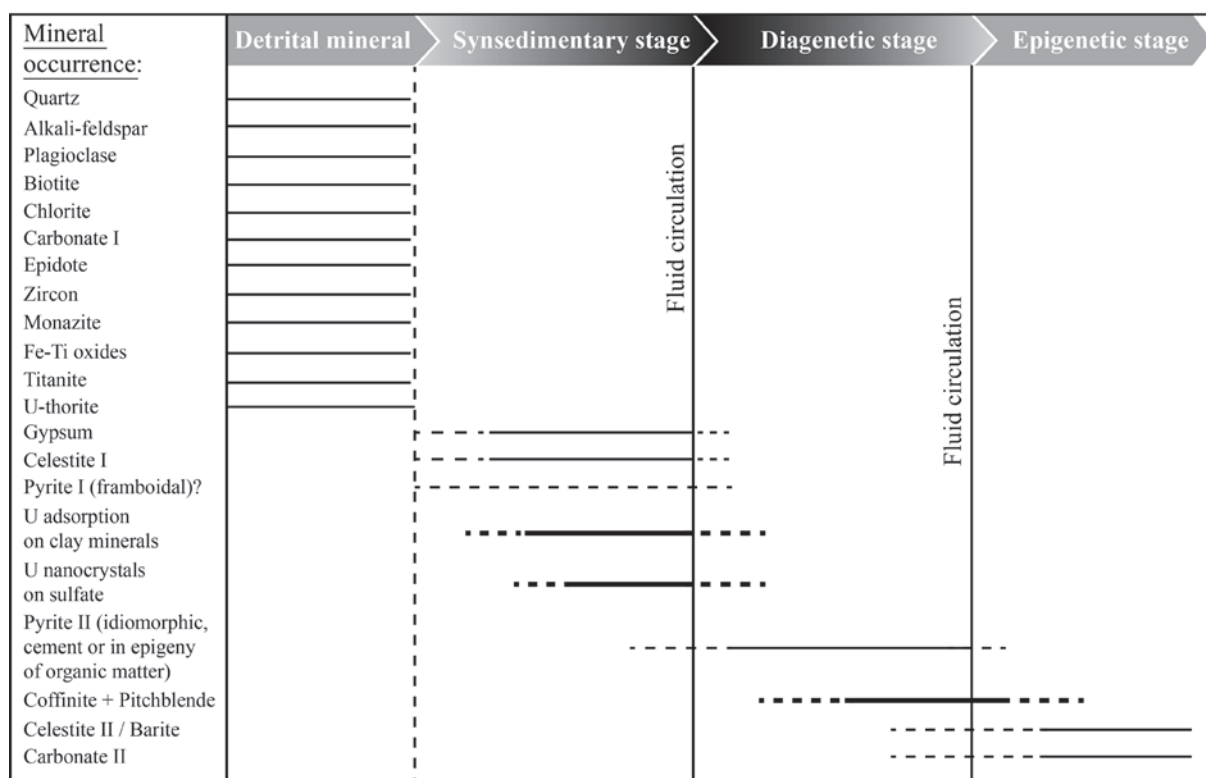 Mineral
occurrence:
Detrital mineral
Synsedimentary stage
Diagenetic stage
Epigenetic stage
Quartz
Alkali-feldspar
Plagioclase
Biotite
Chlorite
Carbonate I
Epidote
Zircon
Monazite
Fe-Ti oxides
Titanite
U-thorite
Gypsum
Celestite I
Pyrite I (framboidal)?
U adsorption
on clay minerals
U nanocrystals
on sulfate
Pyrite II (idiomorphic,
cement or in epigeny
of organic matter)
Coffinite + Pitchblende
Celestite II / Barite
Carbonate II
Fluid circulation
Fluid circulation